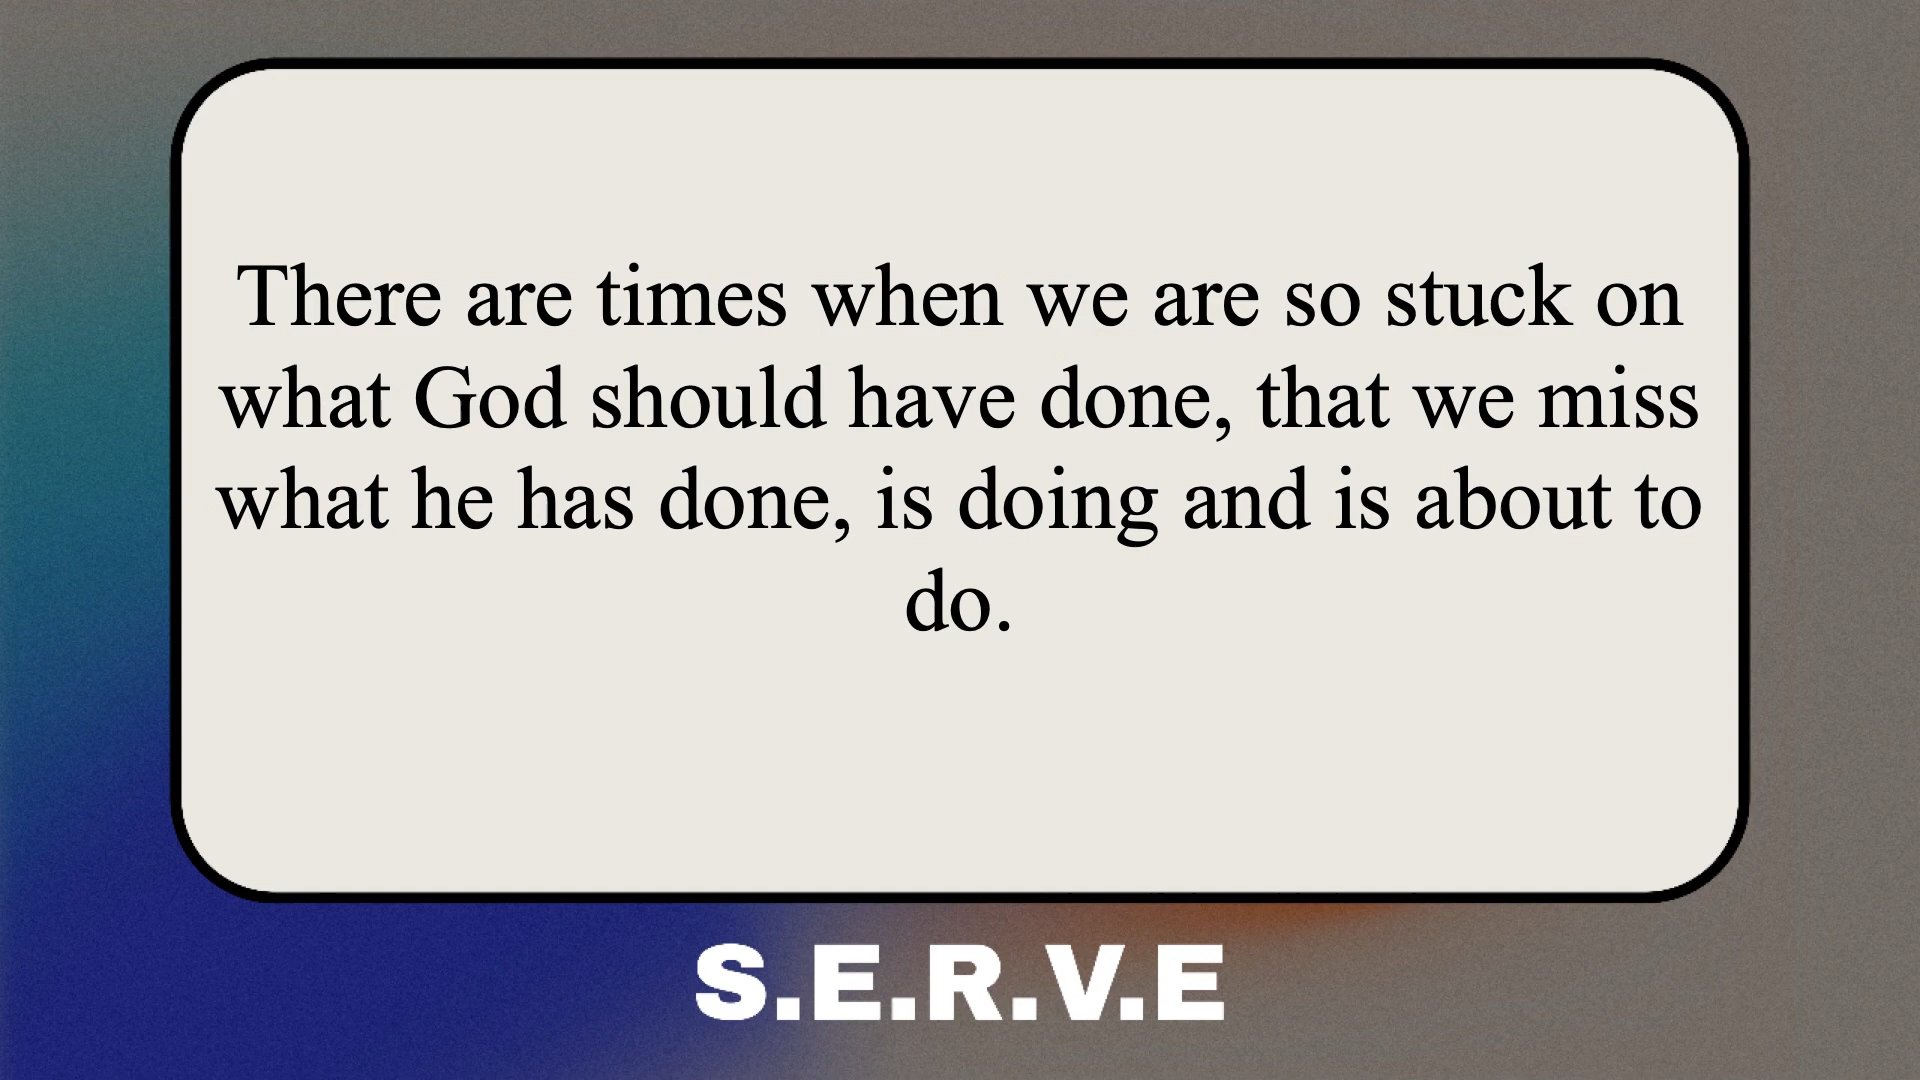 There are times when we are so stuck on
what God should have done, that we miss
what he has done, is doing and is about to
do.
S.E.R.V.E